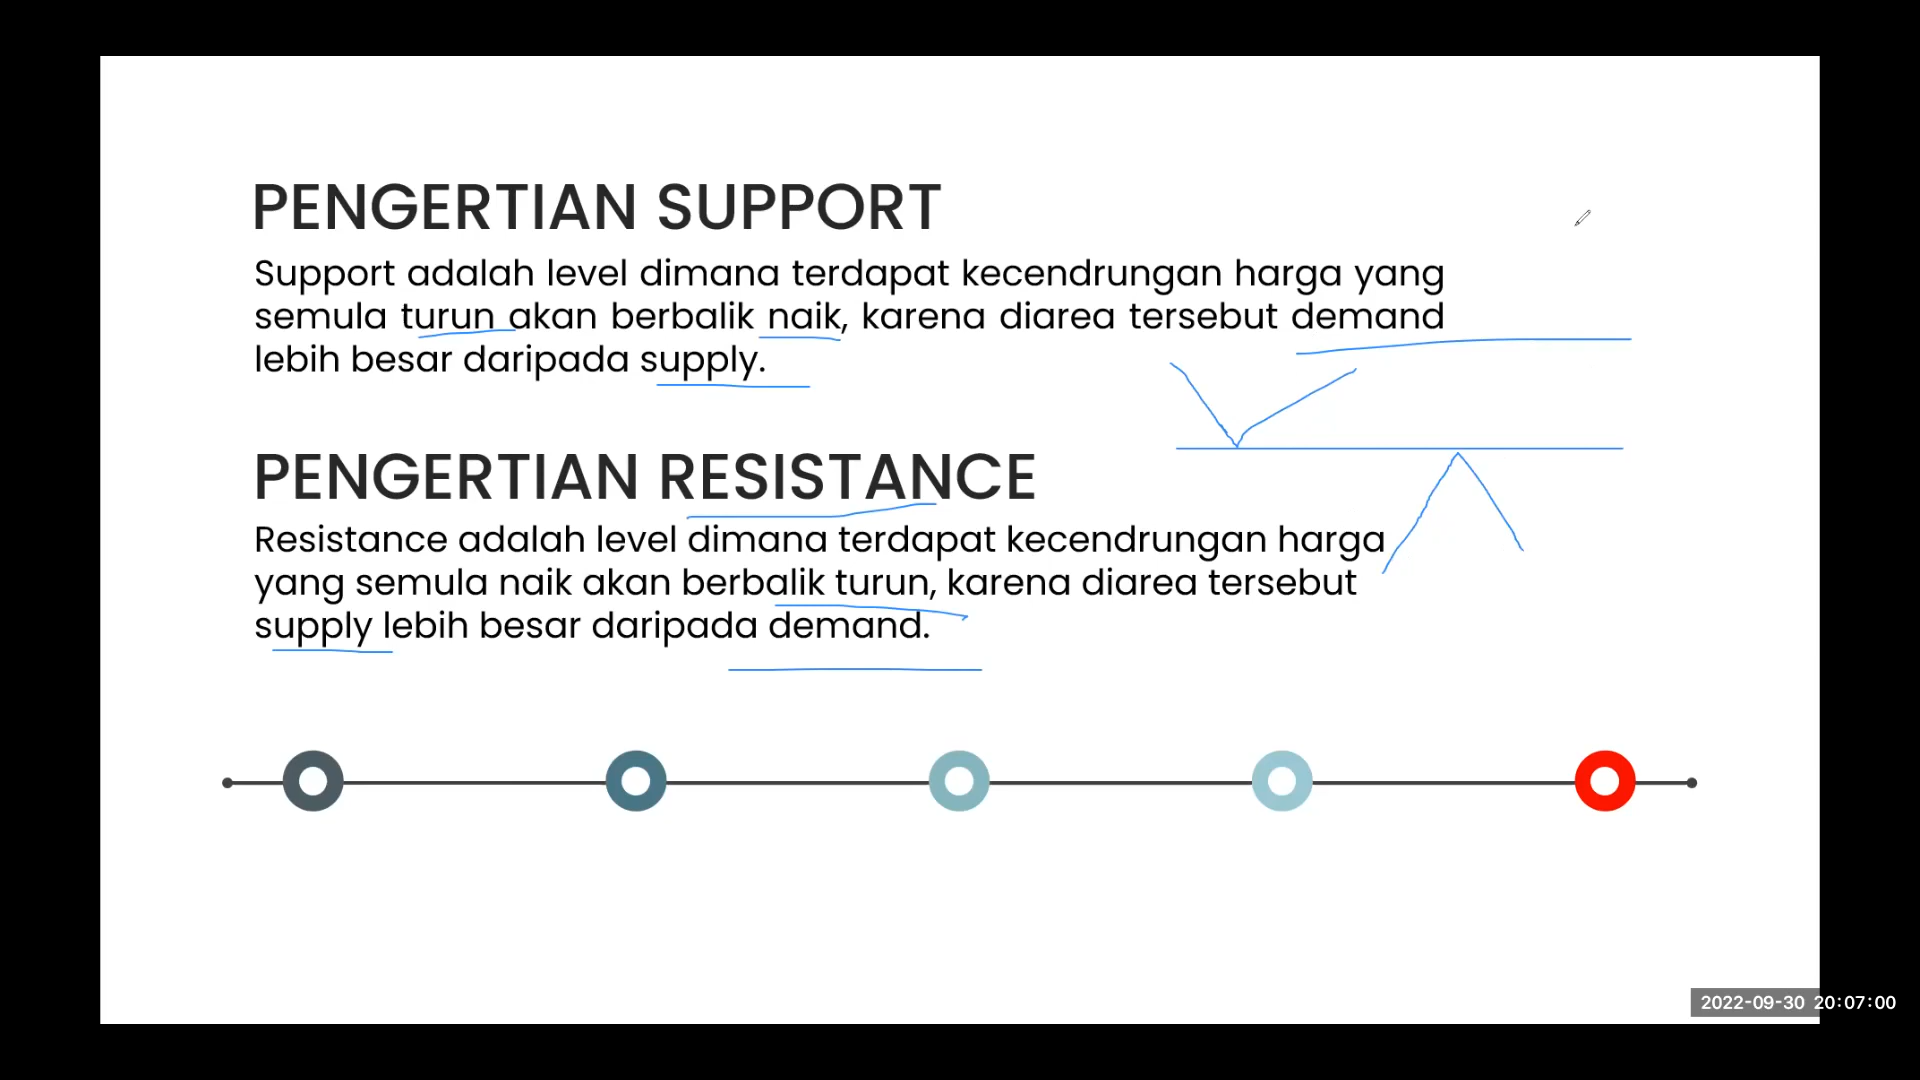 PENGERTIAN SUPPORT
Support adalah level dimana terdapat kecendrungan harga yang
semula turun akan berbalik naik, karena diarea tersebut demand
lebih besar daripada supply.
PENGERTIAN RESISTANCE
Resistance adalah level dimana terdapat kecendrungan harga
yang semula naik akan berbalik turun, karena diarea tersebut
supply lebih besar daripada demand.
2022-09-30 20:07:00